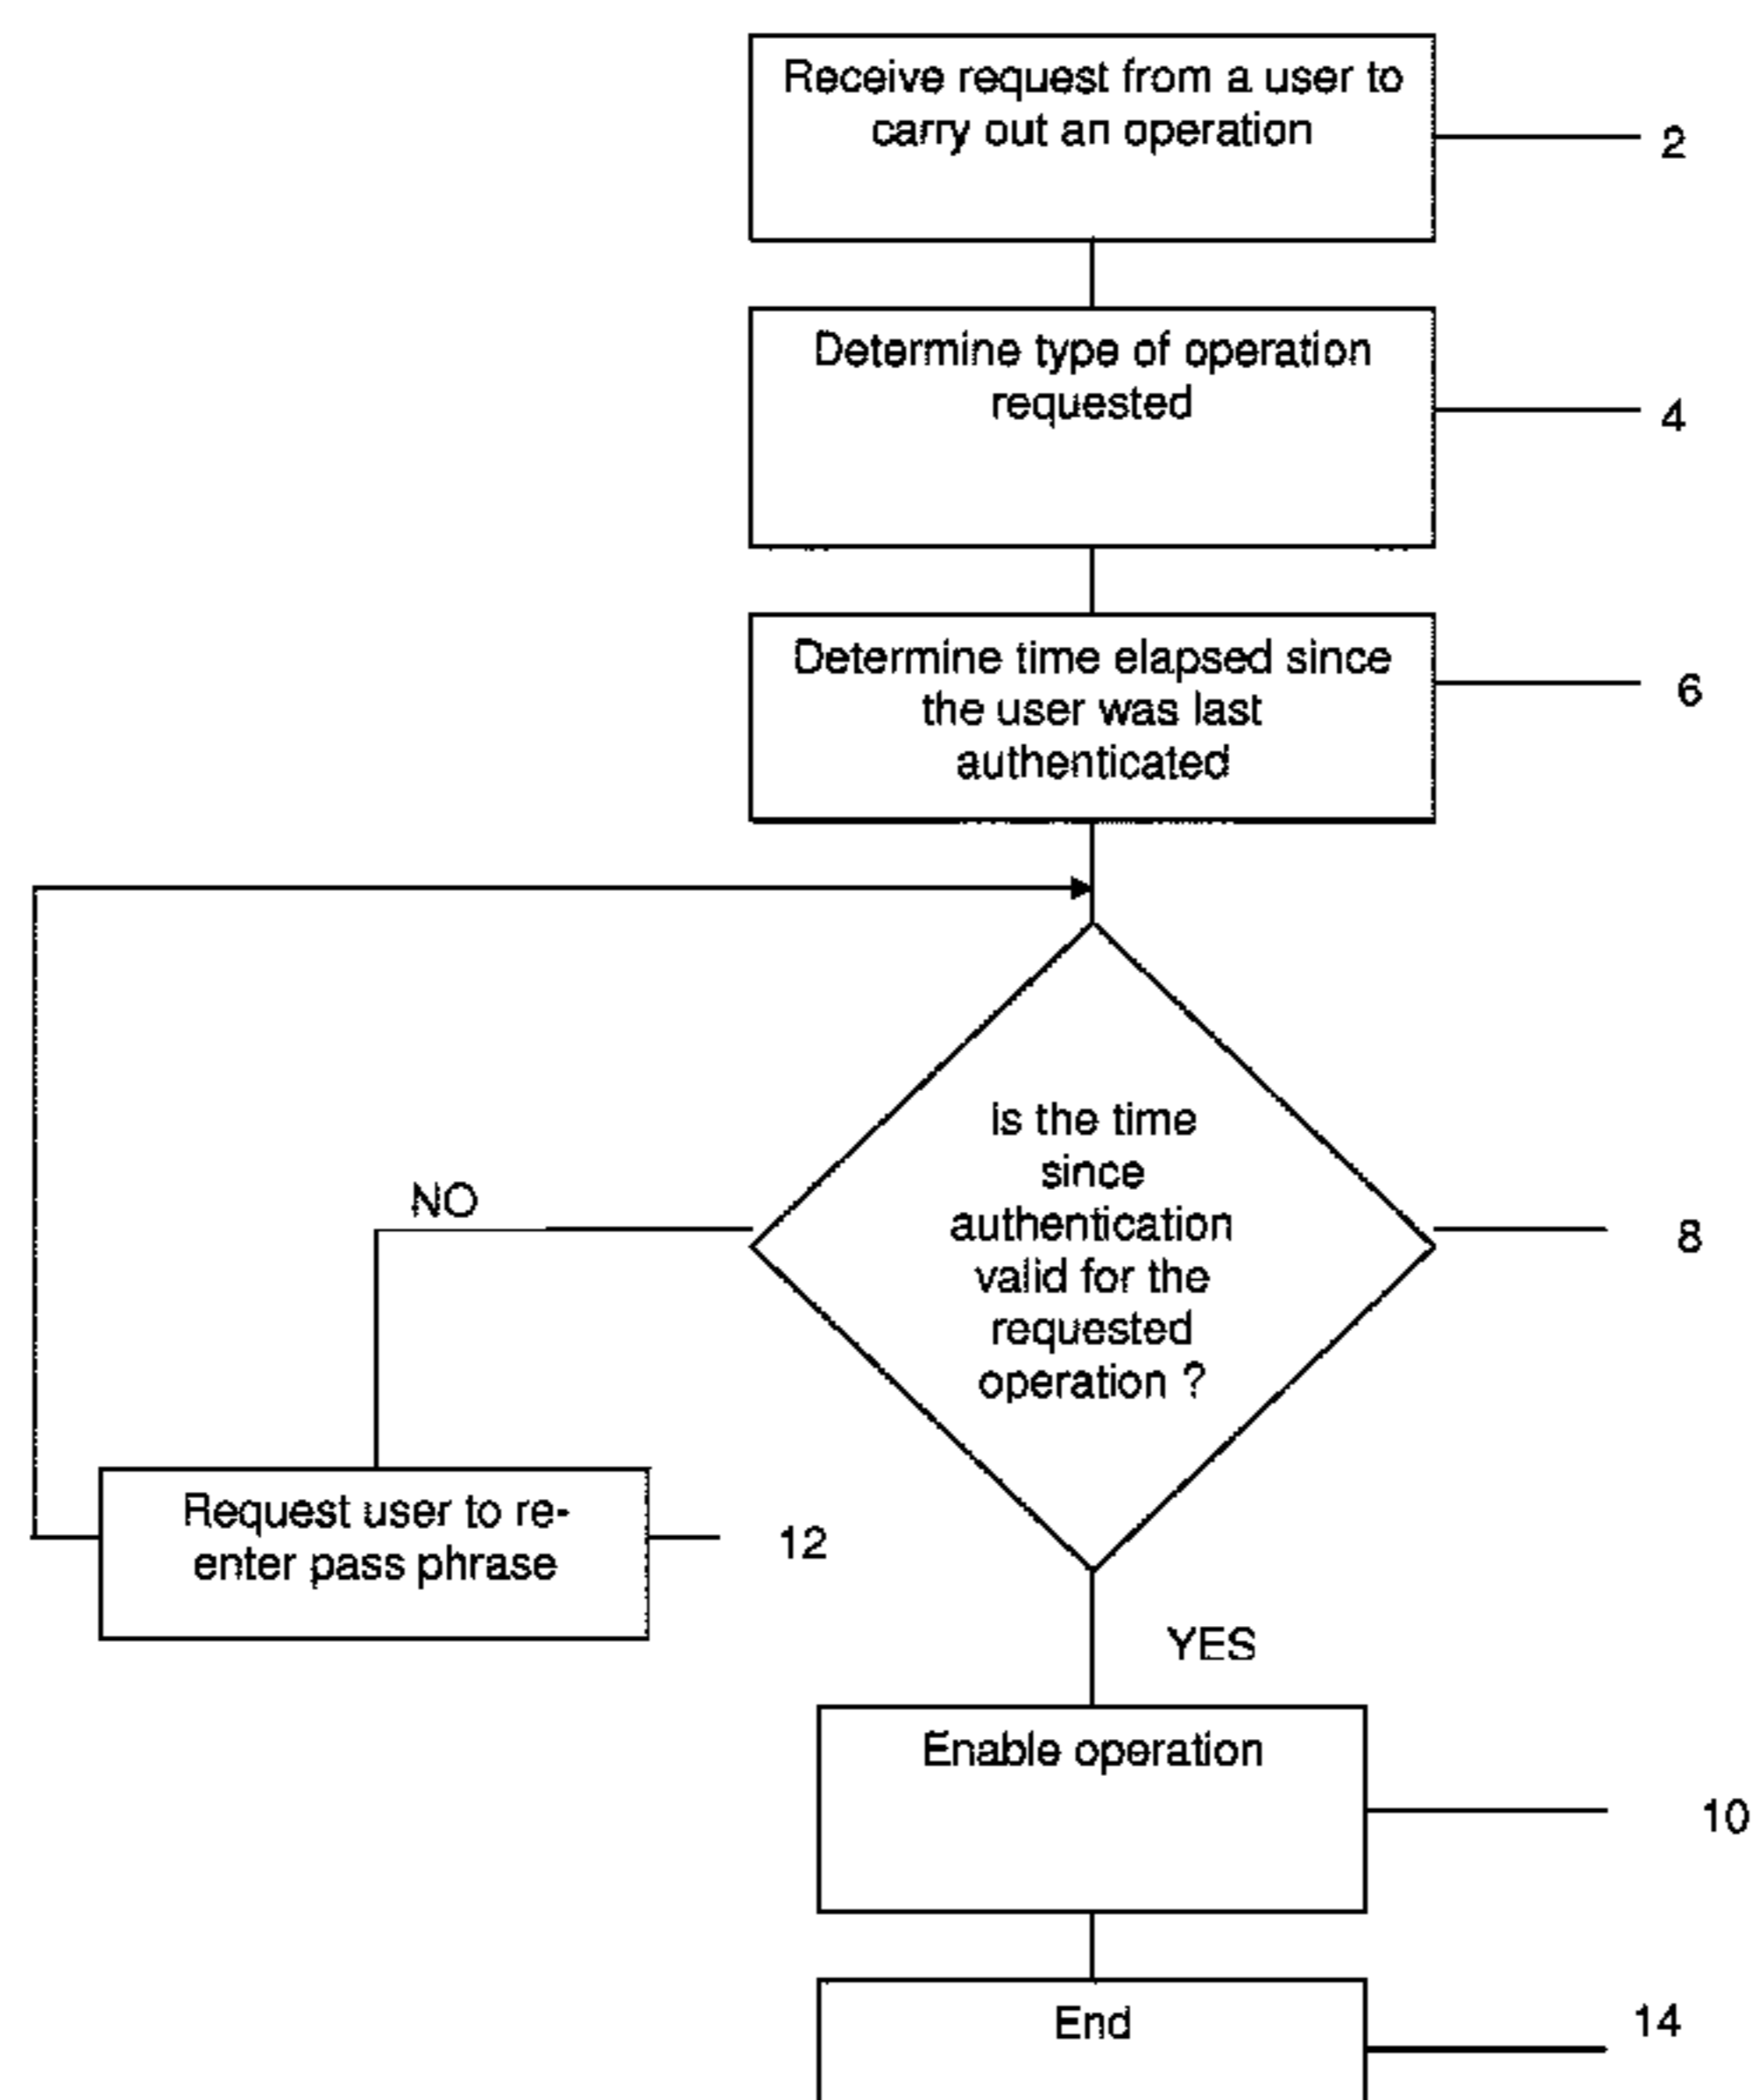 Receive request from a user to
carry out an operation
2
Determine type of operation
requested
4
Determine time elapsed since
the user was last
authenticated
6
Is the time
since
authentication
valid for the
requested
operation ?
8
NO
Request user to re-
enter pass phrase
12
YES
Enable operation
10
End
14